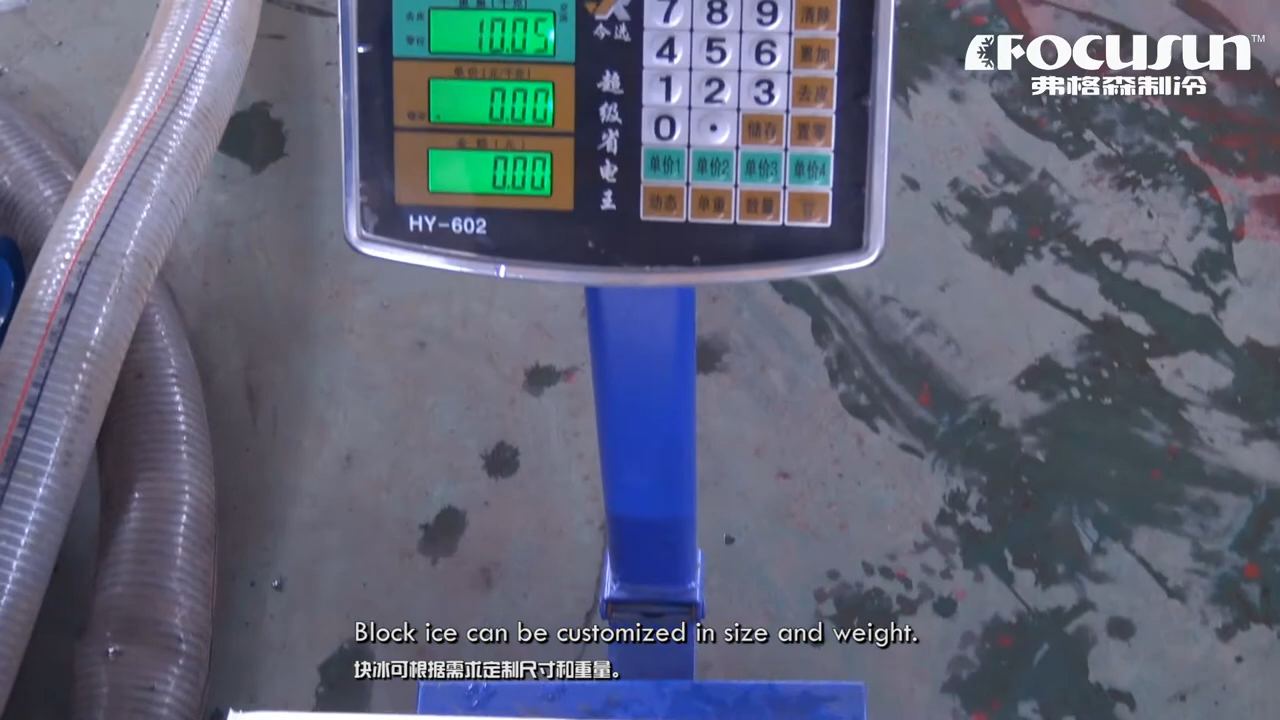 FOCUSUN™
弗格森制冷
10.05
0.00
0.00
HY-602
今选
超级省电王
7 8 9 清除
4 5 6 累加
1 2 3 去皮
0 . 储存 置零
单价1 单价2 单价3 单价4
动态 单重 数量
Block ice can be customized in size and weight.
块冰可根据需求定制尺寸和重量。